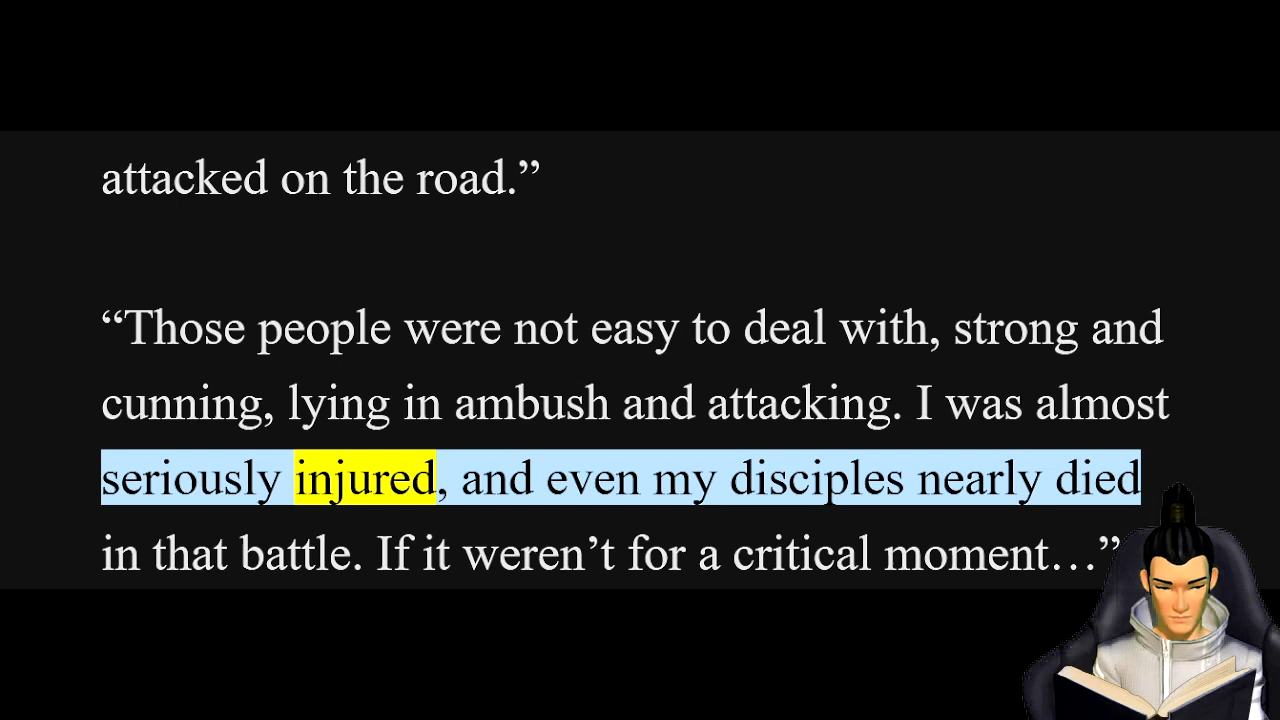 attacked on the road.”
“Those people were not easy to deal with, strong and
cunning, lying in ambush and attacking. I was almost
seriously injured, and even my disciples nearly died
in that battle. If it weren’t for a critical moment…”